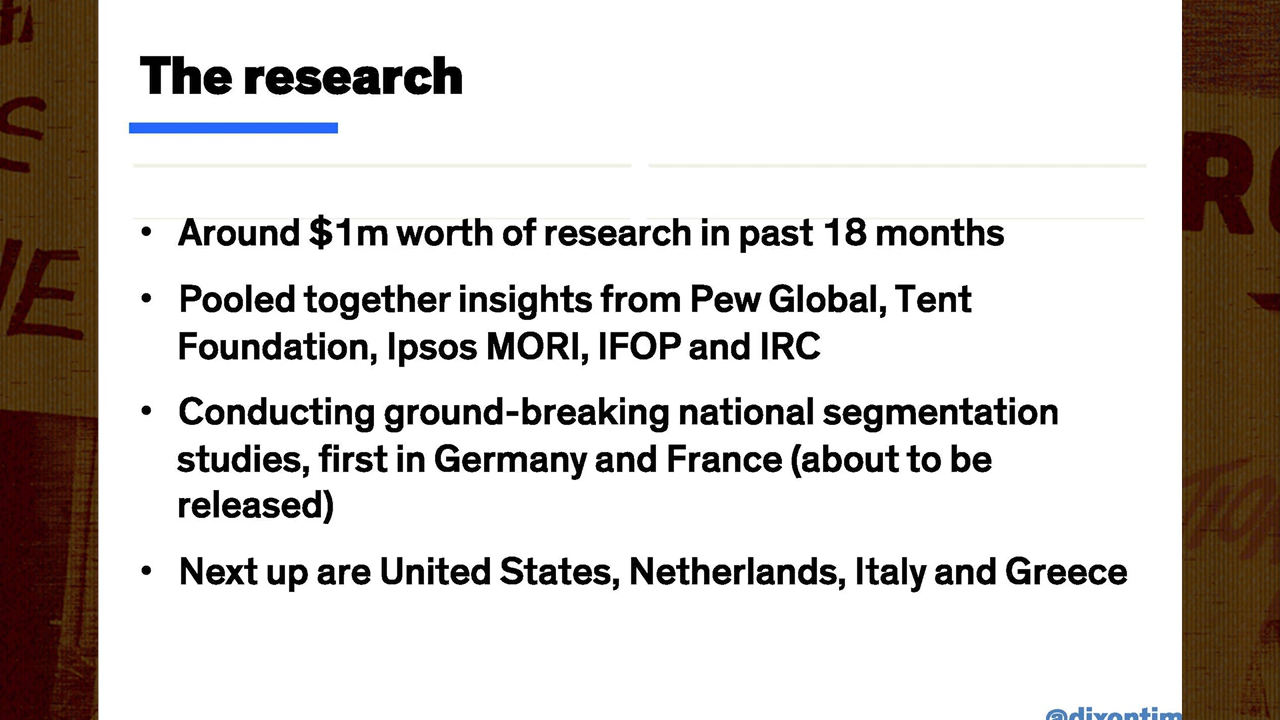 The research
• Around $1m worth of research in past 18 months
• Pooled together insights from Pew Global, Tent
Foundation, Ipsos MORI, IFOP and IRC
• Conducting ground-breaking national segmentation
studies, first in Germany and France (about to be
released)
• Next up are United States, Netherlands, Italy and Greece
@dixontim